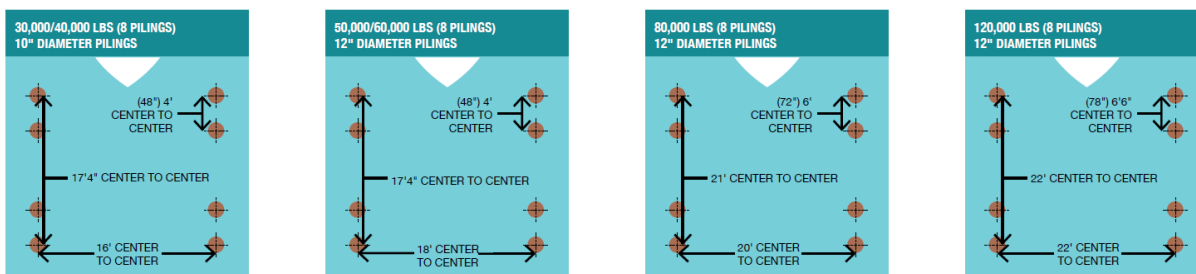 30,000/40,000 LBS (8 PILINGS)
10" DIAMETER PILINGS
(48") 4'
CENTER TO
CENTER
17'4" CENTER TO CENTER
16' CENTER
TO CENTER
50,000/60,000 LBS (8 PILINGS)
12" DIAMETER PILINGS
(48") 4'
CENTER TO
CENTER
17'4" CENTER TO CENTER
18' CENTER
TO CENTER
80,000 LBS (8 PILINGS)
12" DIAMETER PILINGS
(72") 6'
CENTER TO
CENTER
21' CENTER TO CENTER
20' CENTER
TO CENTER
120,000 LBS (8 PILINGS)
12" DIAMETER PILINGS
(78") 6'6"
CENTER TO
CENTER
22' CENTER TO CENTER
22' CENTER
TO CENTER